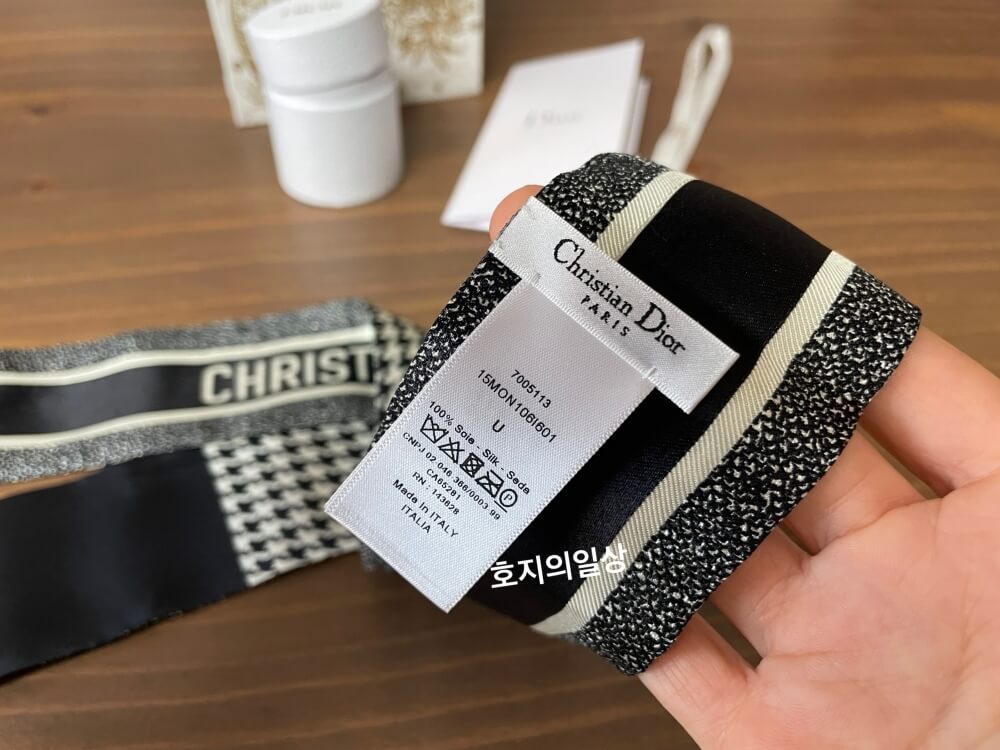 Christian Dior
PARIS
7005113
15MON106I601
U
100% Soie - Silk - Seda
CNPJ 02 046 366/0003 99
CA65281
RN : 143628
Made in ITALY
ITALIA
CHRIST
호지의일상